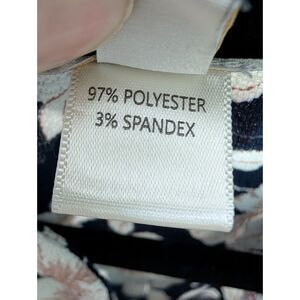 97% POLYESTER
3% SPANDEX